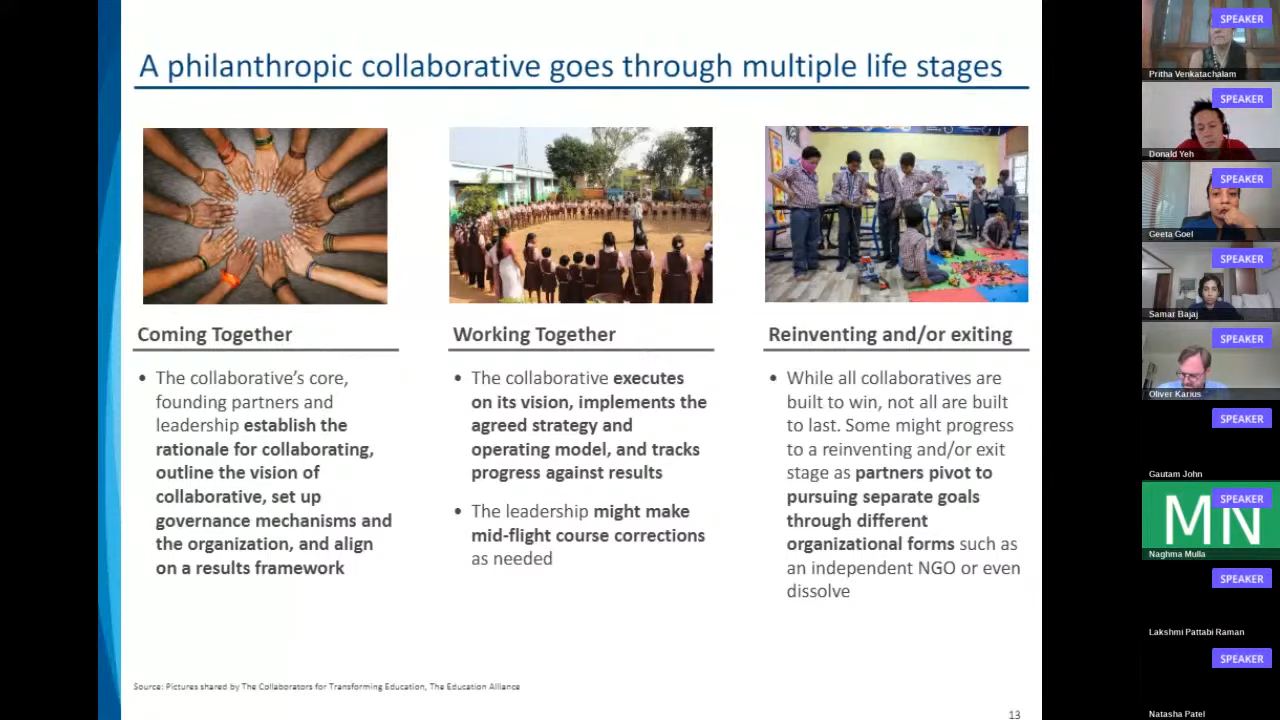 A philanthropic collaborative goes through multiple life stages
Coming Together
• The collaborative's core,
founding partners and
leadership establish the
rationale for collaborating,
outline the vision of
collaborative, set up
governance mechanisms and
the organization, and align
on a results framework
Working Together
• The collaborative executes
on its vision, implements the
agreed strategy and
operating model, and tracks
progress against results
• The leadership might make
mid-flight course corrections
as needed
Reinventing and/or exiting
• While all collaboratives are
built to win, not all are built
to last. Some might progress
to a reinventing and/or exit
stage as partners pivot to
pursuing separate goals
through different
organizational forms such as
an independent NGO or even
dissolve
Source: Pictures shared by The Collaborators for Transforming Education, The Education Alliance
13
SPEAKER
Pritha Venkatachalam
SPEAKER
Donald Yeh
SPEAKER
Geeta Goel
SPEAKER
Samar Bajaj
SPEAKER
Oliver Karius
SPEAKER
Gautam John
SPEAKER
MN
Naghma Mulla
SPEAKER
Lakshmi Pattabi Raman
SPEAKER
Natasha Patel